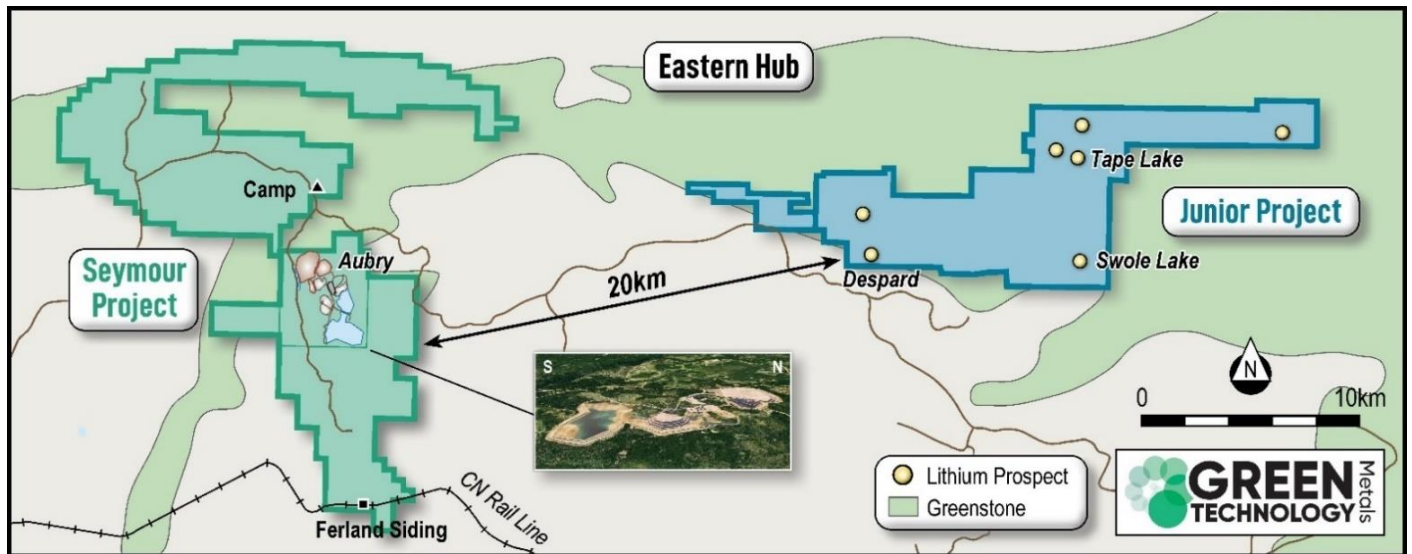 Eastern Hub
Camp
Aubry
Seymour
Project
20km
Tape Lake
Junior Project
Despard
Swole Lake
S
N
N
0
10km
CN Rail Line
Ferland Siding
Lithium Prospect
Greenstone
GREEN
TECHNOLOGY
Metals